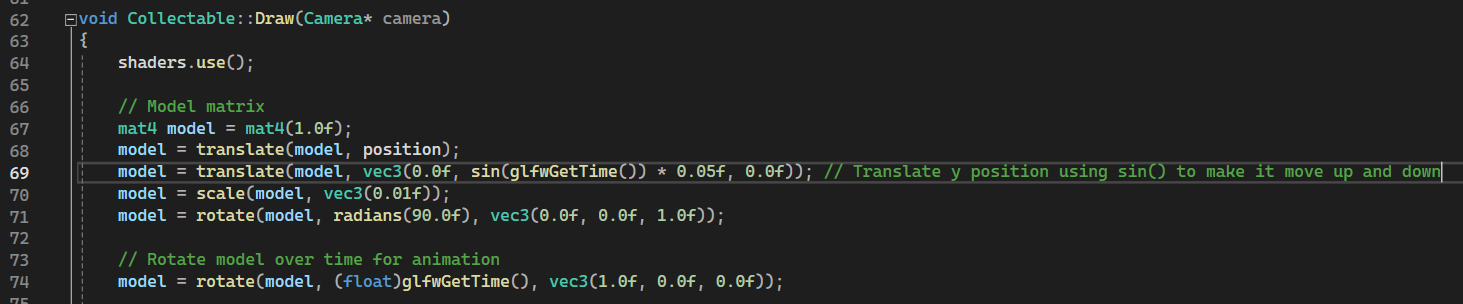 62 void Collectable::Draw(Camera* camera)
63 {
64 shaders.use();
65
66 // Model matrix
67 mat4 model = mat4(1.0f);
68 model = translate(model, position);
69 model = translate(model, vec3(0.0f, sin(glfwGetTime()) * 0.05f, 0.0f)); // Translate y position using sin() to make it move up and down
70 model = scale(model, vec3(0.01f));
71 model = rotate(model, radians(90.0f), vec3(0.0f, 0.0f, 1.0f));
72
73 // Rotate model over time for animation
74 model = rotate(model, (float)glfwGetTime(), vec3(1.0f, 0.0f, 0.0f));